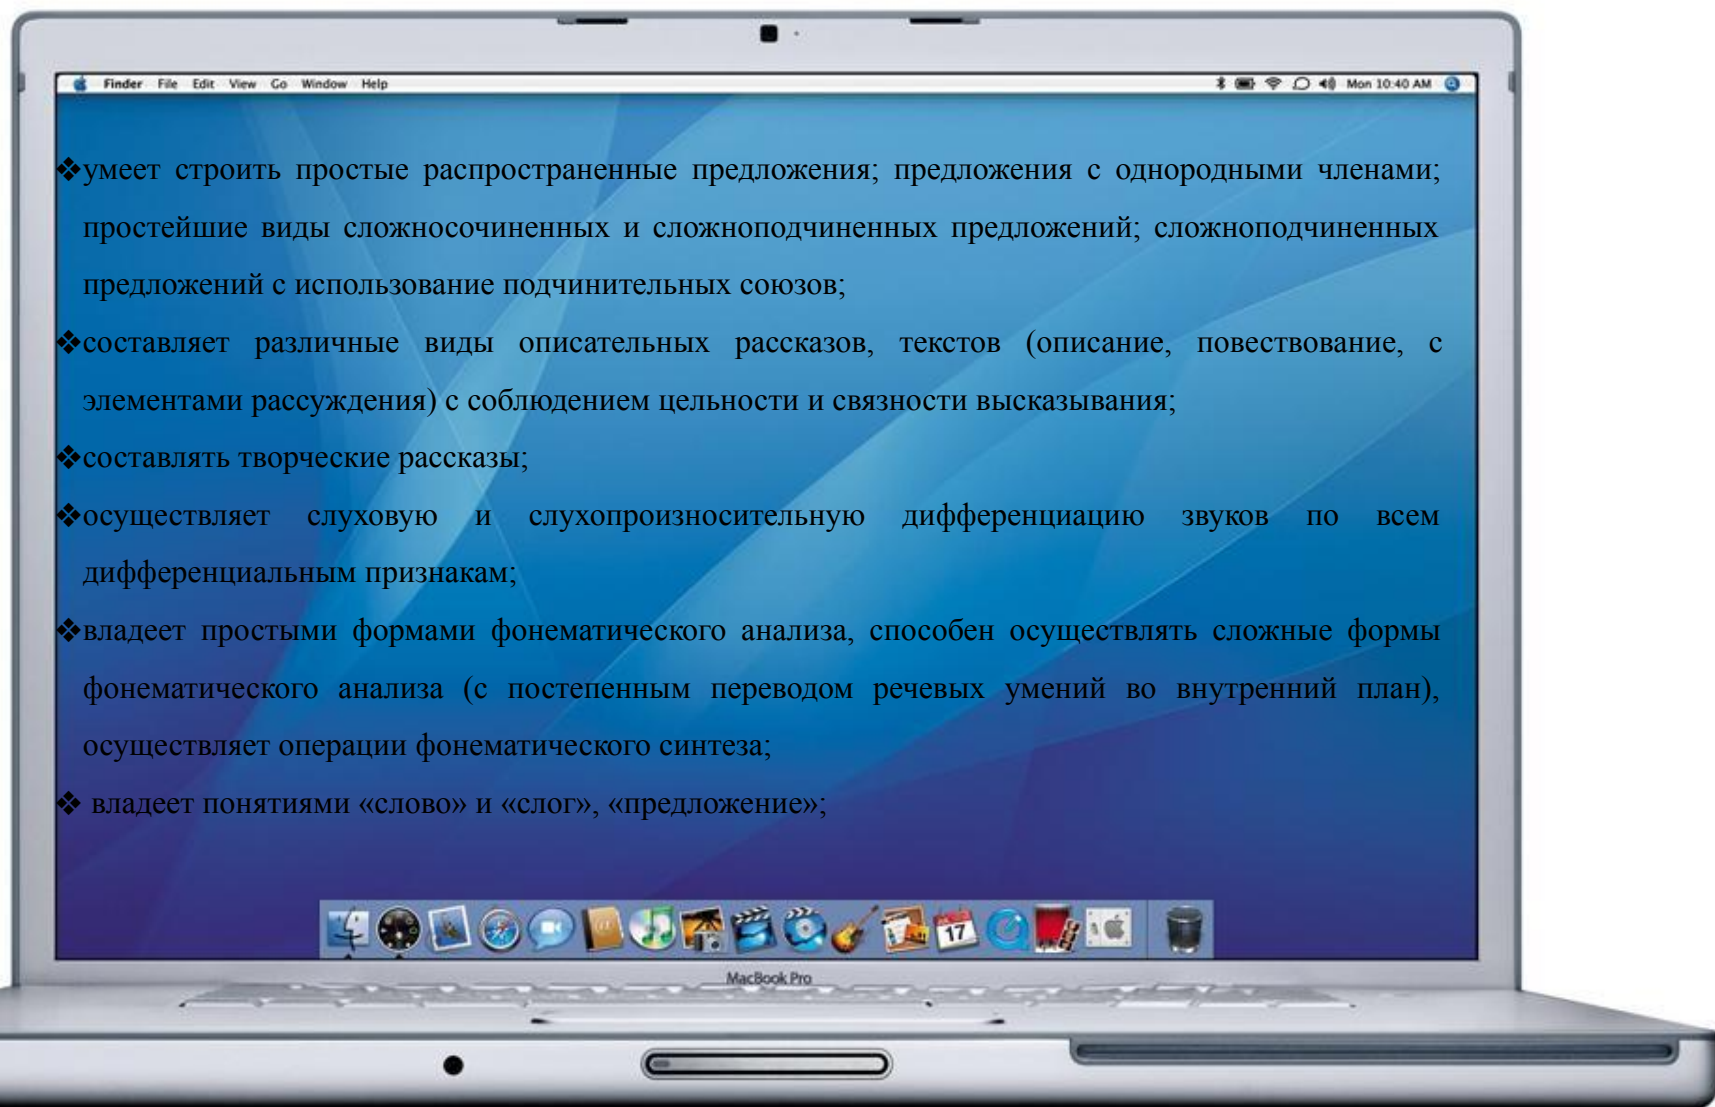 Finder File Edit View Go Window Help
Mon 10:40 AM
❖умеет строить простые распространенные предложения; предложения с однородными членами;
простейшие виды сложносочиненных и сложноподчиненных предложений; сложноподчиненных
предложений с использование подчинительных союзов;
❖составляет различные виды описательных рассказов, текстов (описание, повествование, с
элементами рассуждения) с соблюдением цельности и связности высказывания;
❖составлять творческие рассказы;
❖осуществляет слуховую и слухопроизносительную дифференциацию звуков по всем
дифференциальным признакам;
❖владеет простыми формами фонематического анализа, способен осуществлять сложные формы
фонематического анализа (с постепенным переводом речевых умений во внутренний план),
осуществляет операции фонематического синтеза;
❖ владеет понятиями «слово» и «слог», «предложение»;
17
MacBook Pro